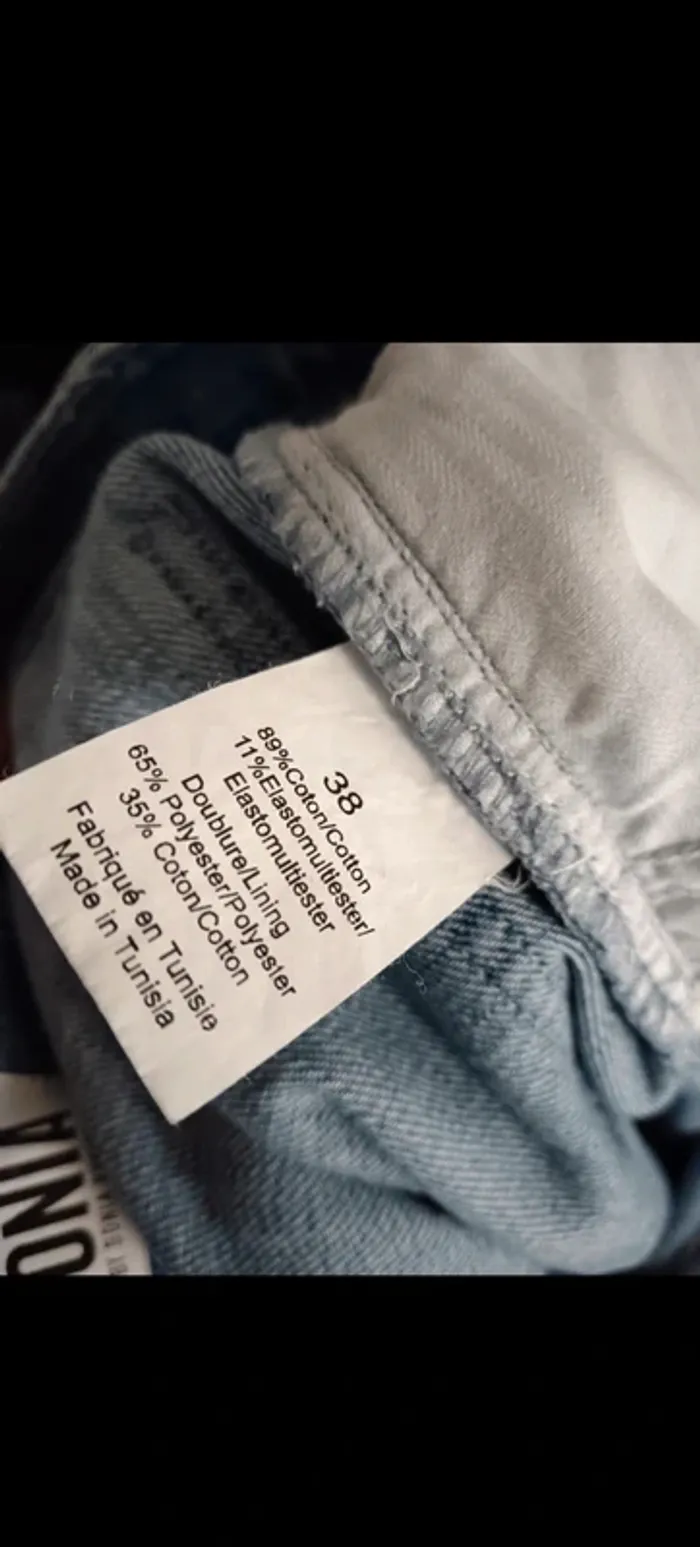 38
89%Coton/Cotton
11%Elastomultiester/
Elastomultiester
Doublure/Lining
65% Polyester/Polyester
35% Coton/Cotton
Fabriqué en Tunisie
Made in Tunisia